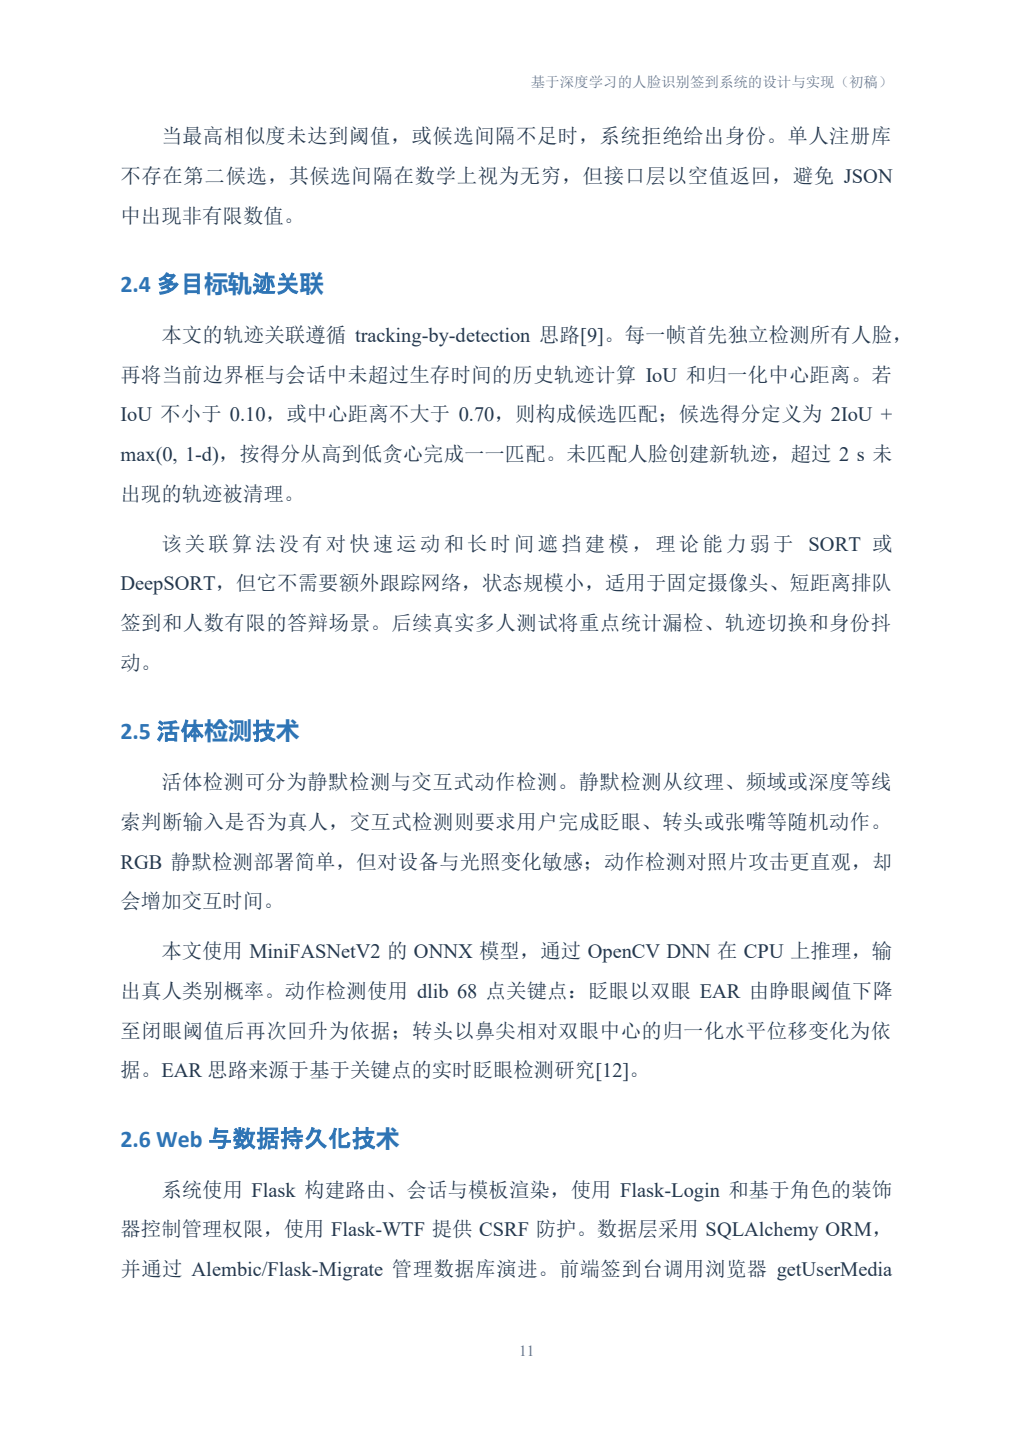 基于深度学习的人脸识别签到系统的设计与实现（初稿）
当最高相似度未达到阈值，或候选间隔不足时，系统拒绝给出身份。单人注册库
不存在第二候选，其候选间隔在数学上视为无穷，但接口层以空值返回，避免 JSON
中出现非有限数值。
2.4 多目标轨迹关联
本文的轨迹关联遵循 tracking-by-detection 思路[9]。每一帧首先独立检测所有人脸，
再将当前边界框与会话中未超过生存时间的历史轨迹计算 IoU 和归一化中心距离。若
IoU 不小于 0.10，或中心距离不大于 0.70，则构成候选匹配；候选得分定义为 2IoU +
max(0, 1-d)，按得分从高到低贪心完成一一匹配。未匹配人脸创建新轨迹，超过 2 s 未
出现的轨迹被清理。
该关联算法没有对快速运动和长时间遮挡建模，理论能力弱于 SORT 或
DeepSORT，但它不需要额外跟踪网络，状态规模小，适用于固定摄像头、短距离排队
签到和人数有限的答辩场景。后续真实多人测试将重点统计漏检、轨迹切换和身份抖
动。
2.5 活体检测技术
活体检测可分为静默检测与交互式动作检测。静默检测从纹理、频域或深度等线
索判断输入是否为真人，交互式检测则要求用户完成眨眼、转头或张嘴等随机动作。
RGB 静默检测部署简单，但对设备与光照变化敏感；动作检测对照片攻击更直观，却
会增加交互时间。
本文使用 MiniFASNetV2 的 ONNX 模型，通过 OpenCV DNN 在 CPU 上推理，输
出真人类别概率。动作检测使用 dlib 68 点关键点：眨眼以双眼 EAR 由睁眼阈值下降
至闭眼阈值后再次回升为依据；转头以鼻尖相对双眼中心的归一化水平位移变化为依
据。EAR 思路来源于基于关键点的实时眨眼检测研究[12]。
2.6 Web 与数据持久化技术
系统使用 Flask 构建路由、会话与模板渲染，使用 Flask-Login 和基于角色的装饰
器控制管理权限，使用 Flask-WTF 提供 CSRF 防护。数据层采用 SQLAlchemy ORM，
并通过 Alembic/Flask-Migrate 管理数据库演进。前端签到台调用浏览器 getUserMedia
11